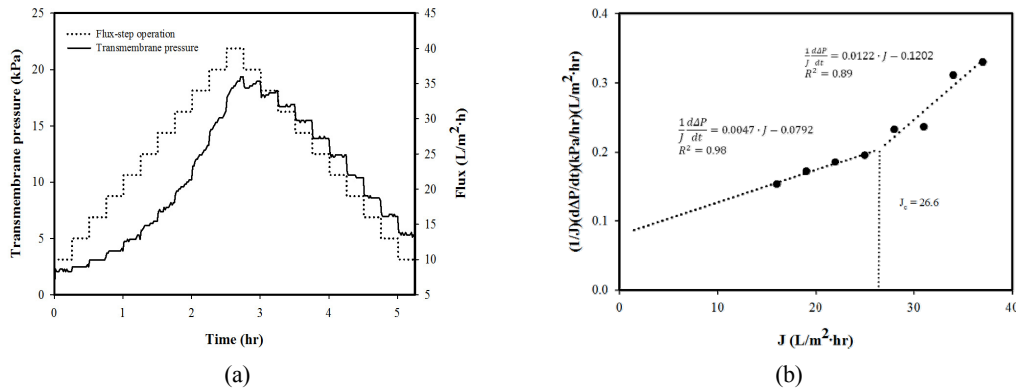 25
20
15
10
5
0
Transmembrane pressure (kPa)
Flux-step operation
Transmembrane pressure
45
40
35
30
25
20
15
10
5
Flux (L/m²·h)
0 1 2 3 4 5
Time (hr)
(a)
0.4
0.3
0.2
0.1
0.0
(1/J)(dΔP/dt)(kPa/hr)(L/m²·hr)
1/J dΔP/dt = 0.0122 · J − 0.1202
R² = 0.89
1/J dΔP/dt = 0.0047 · J − 0.0792
R² = 0.98
J꜀ = 26.6
0 10 20 30 40
J (L/m²·hr)
(b)